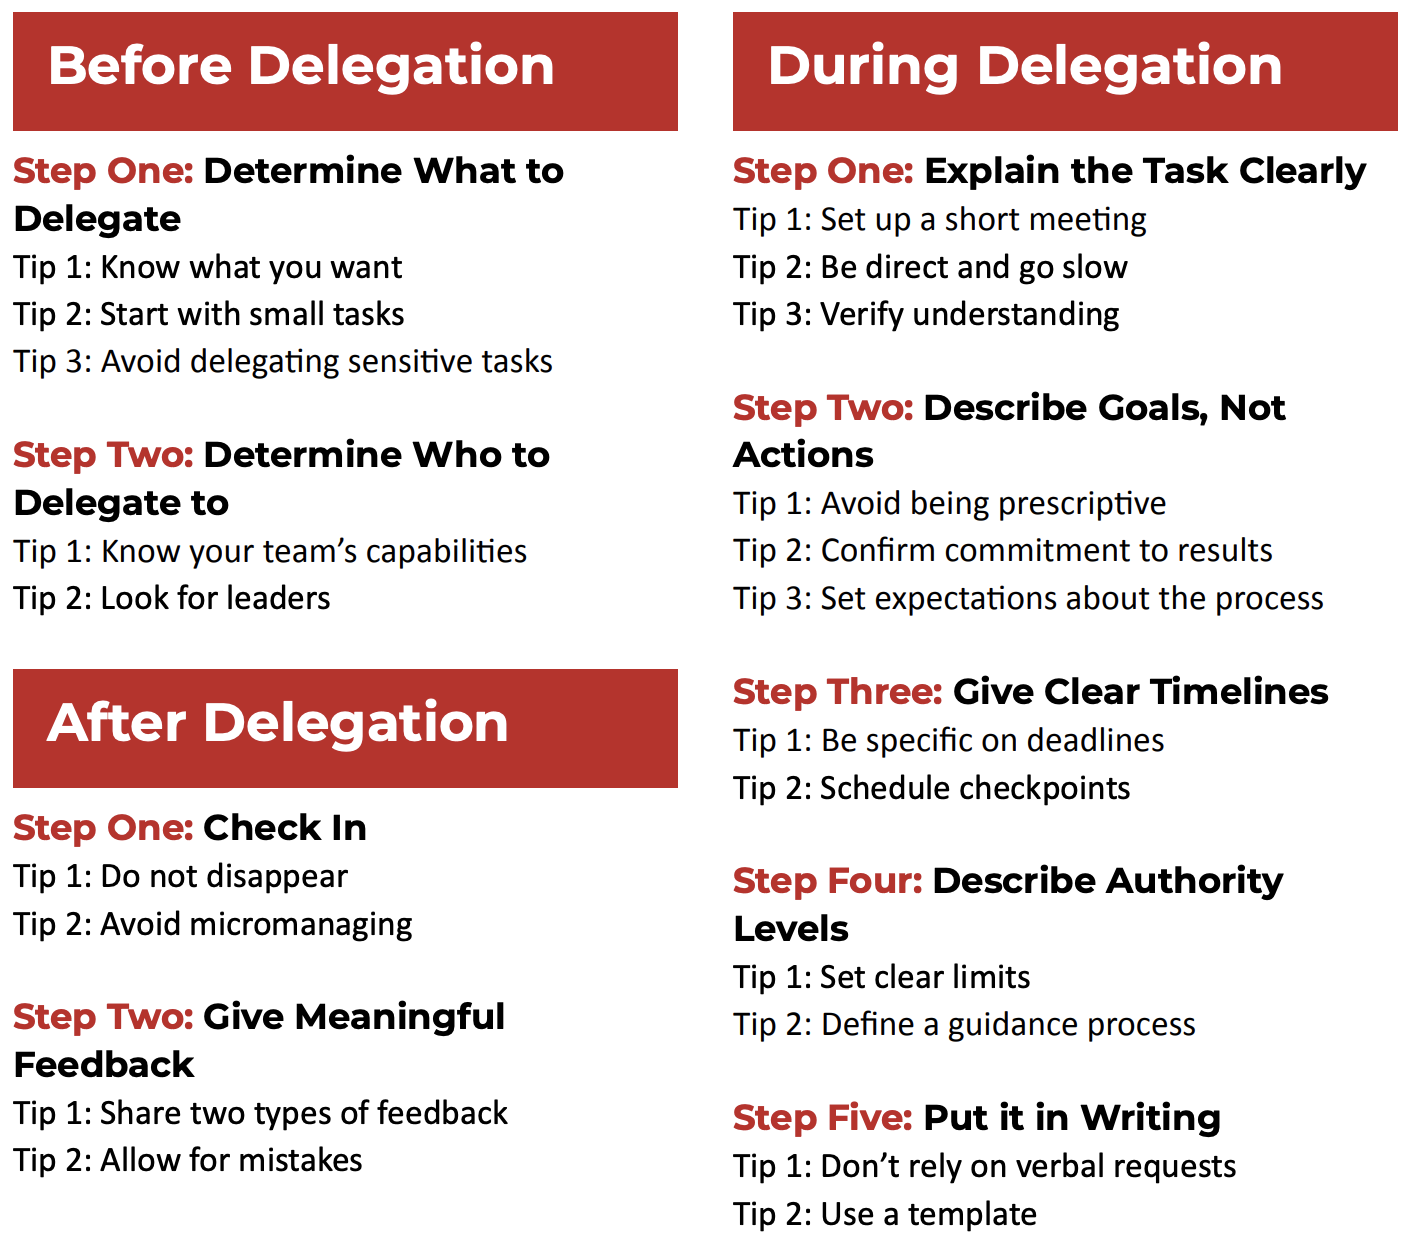 Before Delegation
Step One: Determine What to
Delegate
Tip 1: Know what you want
Tip 2: Start with small tasks
Tip 3: Avoid delegating sensitive tasks
Step Two: Determine Who to
Delegate to
Tip 1: Know your team’s capabilities
Tip 2: Look for leaders
After Delegation
Step One: Check In
Tip 1: Do not disappear
Tip 2: Avoid micromanaging
Step Two: Give Meaningful
Feedback
Tip 1: Share two types of feedback
Tip 2: Allow for mistakes
During Delegation
Step One: Explain the Task Clearly
Tip 1: Set up a short meeting
Tip 2: Be direct and go slow
Tip 3: Verify understanding
Step Two: Describe Goals, Not
Actions
Tip 1: Avoid being prescriptive
Tip 2: Confirm commitment to results
Tip 3: Set expectations about the process
Step Three: Give Clear Timelines
Tip 1: Be specific on deadlines
Tip 2: Schedule checkpoints
Step Four: Describe Authority
Levels
Tip 1: Set clear limits
Tip 2: Define a guidance process
Step Five: Put it in Writing
Tip 1: Don’t rely on verbal requests
Tip 2: Use a template